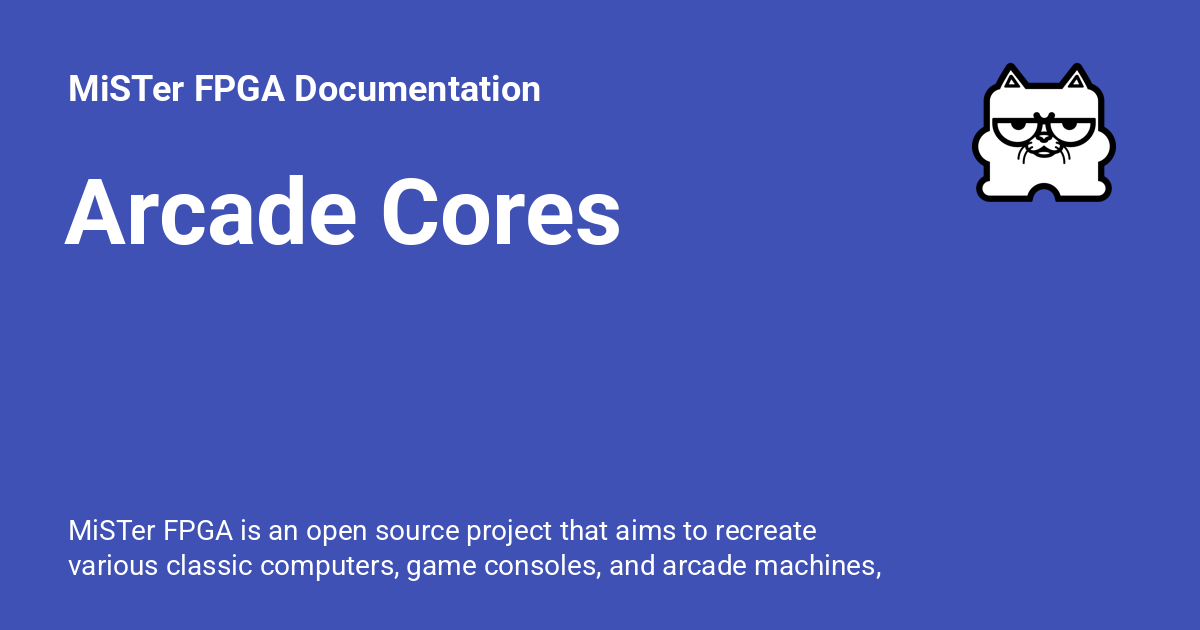 MiSTer FPGA Documentation
Arcade Cores
MiSTer FPGA is an open source project that aims to recreate
various classic computers, game consoles, and arcade machines,